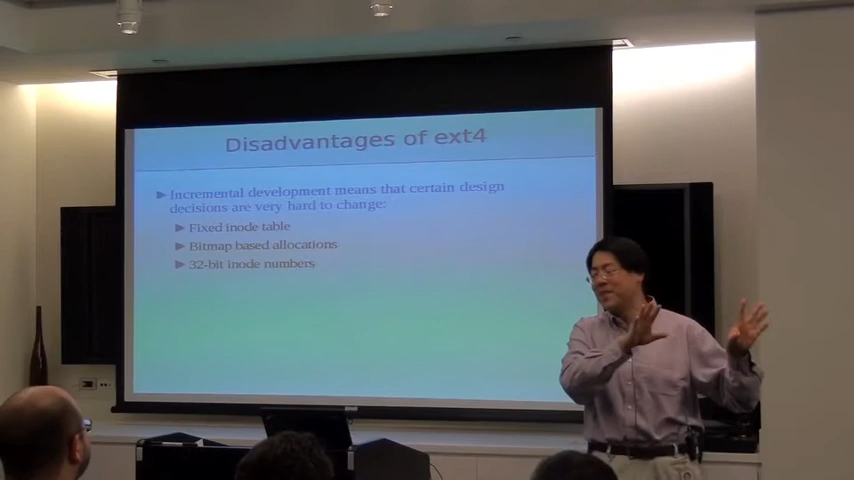 Disadvantages of ext4
Incremental development means that certain design
decisions are very hard to change:
Fixed inode table
Bitmap based allocations
32-bit inode numbers